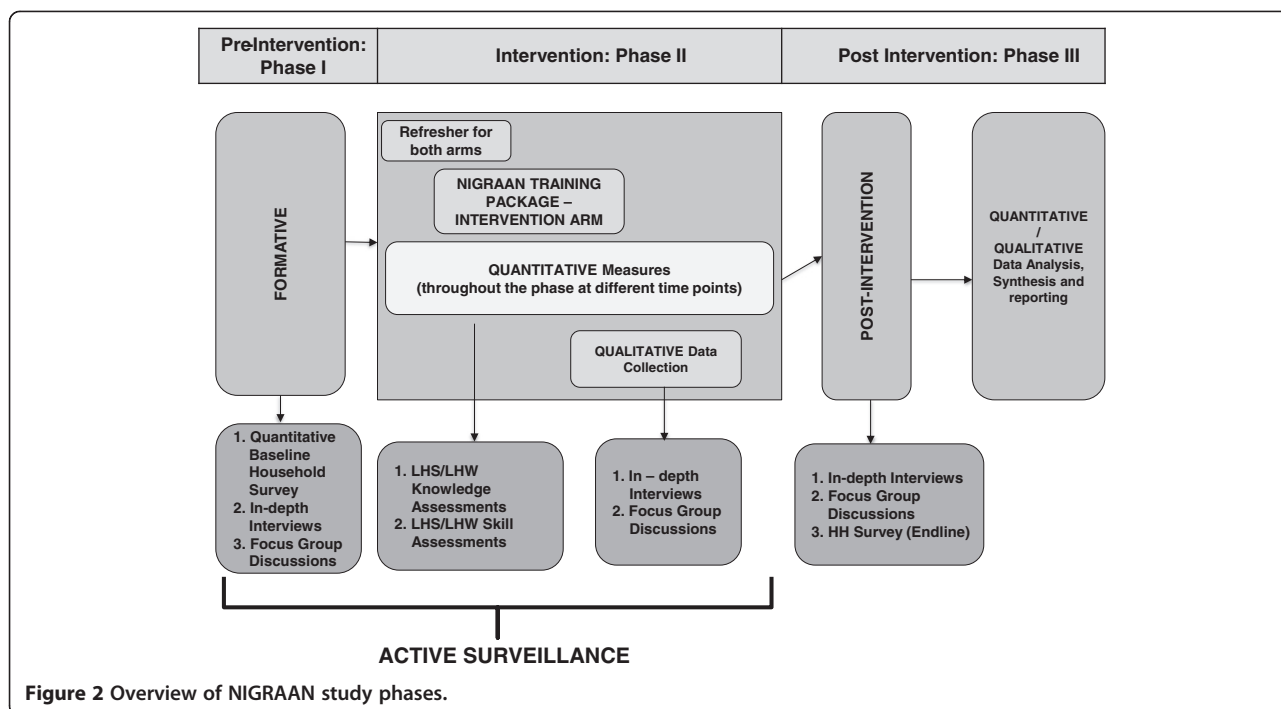 Pre-Intervention:
Phase I
Intervention: Phase II
Post Intervention: Phase III
FORMATIVE
Refresher for
both arms
NIGRAAN TRAINING
PACKAGE –
INTERVENTION ARM
QUANTITATIVE Measures
(throughout the phase at different time points)
QUALITATIVE Data
Collection
POST-INTERVENTION
QUANTITATIVE
/
QUALITATIVE
Data Analysis,
Synthesis and
reporting
1. Quantitative
Baseline
Household
Survey
2. In-depth
Interviews
3. Focus Group
Discussions
1. LHS/LHW
Knowledge
Assessments
2. LHS/LHW Skill
Assessments
1. In – depth
Interviews
2. Focus Group
Discussions
1. In-depth Interviews
2. Focus Group
Discussions
3. HH Survey (Endline)
ACTIVE SURVEILLANCE
Figure 2 Overview of NIGRAAN study phases.